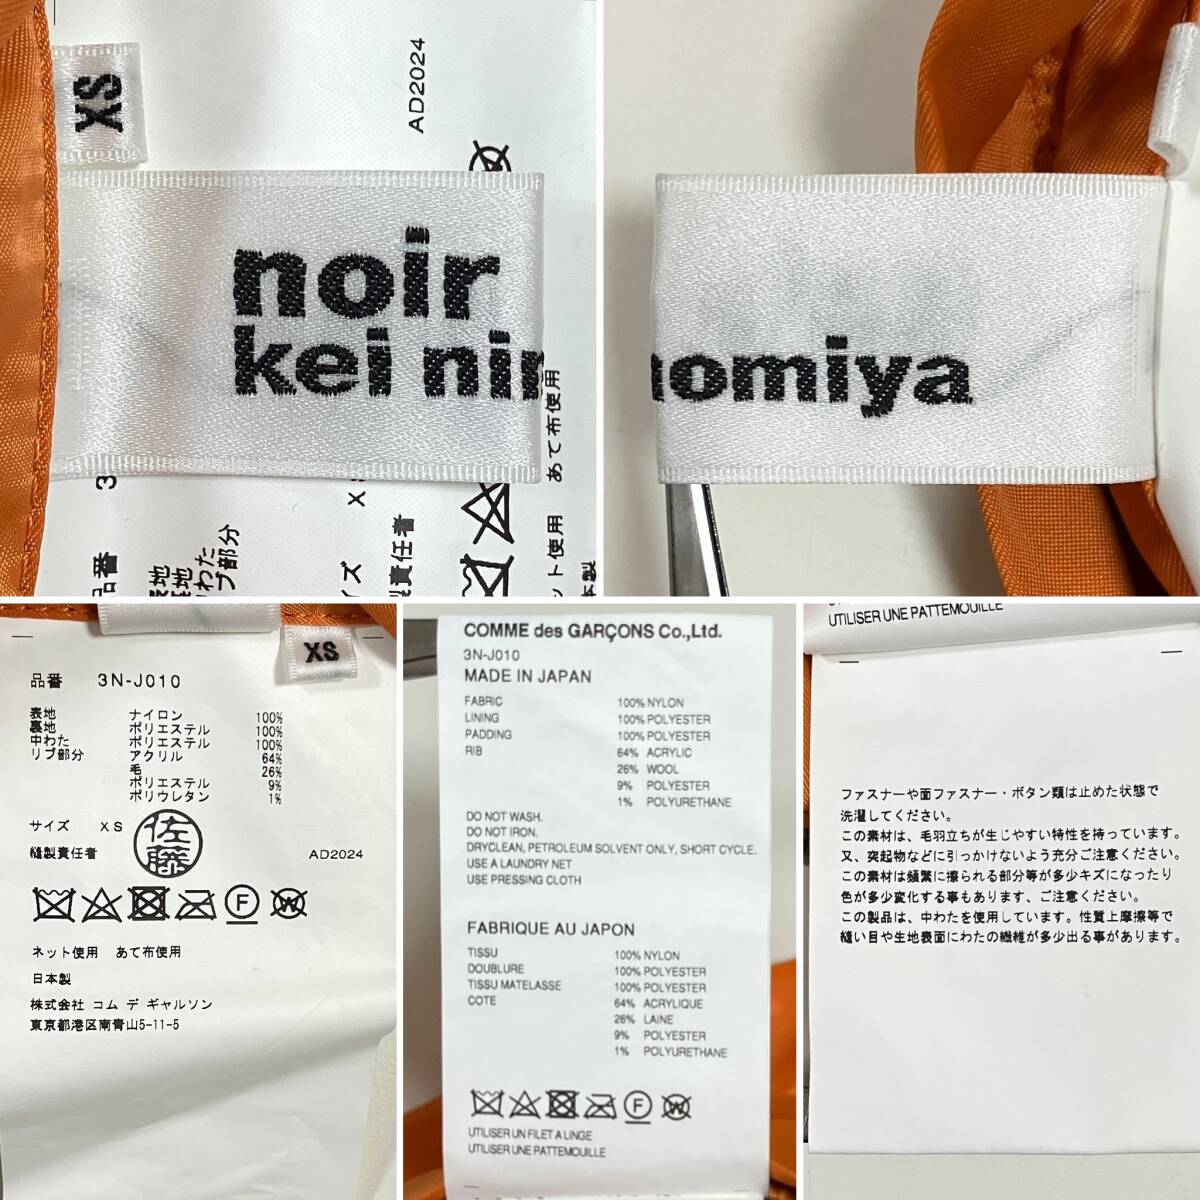 XS
AD2024
noir
kei nin
あて布使用
ット使用
omiya
XS
品番 3N-J010
表地 ナイロン 100%
裏地 ポリエステル 100%
中わた ポリエステル 100%
リブ部分 アクリル 64%
毛 26%
ポリエステル 9%
ポリウレタン 1%
サイズ XS
佐藤
縫製責任者
AD2024
F
W
ネット使用 あて布使用
日本製
株式会社 コム デ ギャルソン
東京都港区南青山5-11-5
COMME des GARÇONS Co.,Ltd.
3N-J010
MADE IN JAPAN
FABRIC 100% NYLON
LINING 100% POLYESTER
PADDING 100% POLYESTER
RIB 64% ACRYLIC
26% WOOL
9% POLYESTER
1% POLYURETHANE
DO NOT WASH.
DO NOT IRON.
DRYCLEAN, PETROLEUM SOLVENT ONLY, SHORT CYCLE.
USE A LAUNDRY NET
USE PRESSING CLOTH
FABRIQUE AU JAPON
TISSU 100% NYLON
DOUBLURE 100% POLYESTER
TISSU MATELASSE 100% POLYESTER
COTE 64% ACRYLIQUE
26% LAINE
9% POLYESTER
1% POLYURETHANE
F
W
UTILISER UN FILET A LINGE
UTILISER UNE PATTEMOUILLE
UTILISER UNE PATTEMOUILLE
ファスナーや面ファスナー・ボタン類は止めた状態で
洗濯してください。
この素材は、毛羽立ちが生じやすい特性を持っています。
又、突起物などに引っかけないよう充分ご注意ください。
この素材は頻繁に擦られる部分等が多少キズになったり
色が多少変化する事もあります、ご注意ください。
この製品は、中わたを使用しています。性質上摩擦等で
縫い目や生地表面にわたの繊維が多少出る事があります。